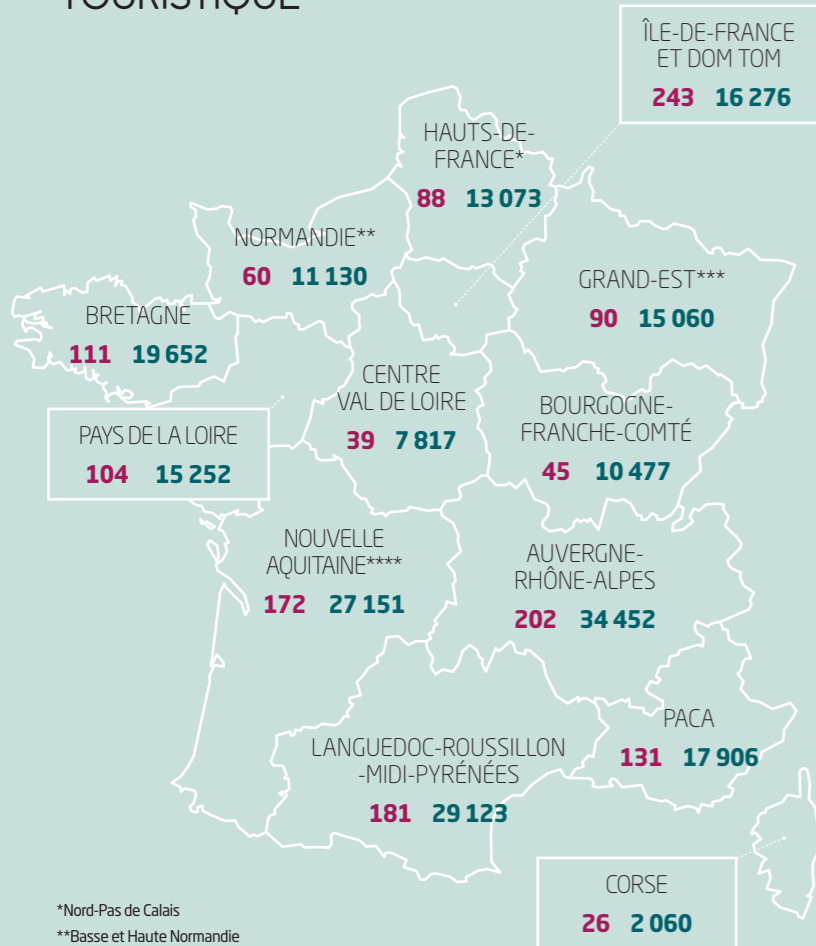 TOURISTIQUE
ÎLE-DE-FRANCE
ET DOM TOM
243 16 276
HAUTS-DE-
FRANCE*
88 13 073
NORMANDIE**
60 11 130
GRAND-EST***
90 15 060
BRETAGNE
111 19 652
CENTRE
VAL DE LOIRE
39 7 817
BOURGOGNE-
FRANCHE-COMTÉ
45 10 477
PAYS DE LA LOIRE
104 15 252
NOUVELLE
AQUITAINE****
172 27 151
AUVERGNE-
RHÔNE-ALPES
202 34 452
PACA
131 17 906
LANGUEDOC-ROUSSILLON
-MIDI-PYRÉNÉES
181 29 123
CORSE
26 2 060
*Nord-Pas de Calais
**Basse et Haute Normandie